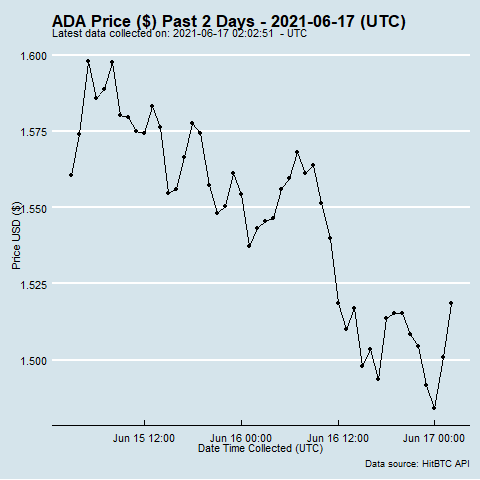 ADA Price ($) Past 2 Days - 2021-06-17 (UTC)
Latest data collected on: 2021-06-17 02:02:51 - UTC
1.600
1.575
1.550
1.525
1.500
Price USD ($)
Jun 15 12:00
Jun 16 00:00
Jun 16 12:00
Jun 17 00:00
Date Time Collected (UTC)
Data source: HitBTC API